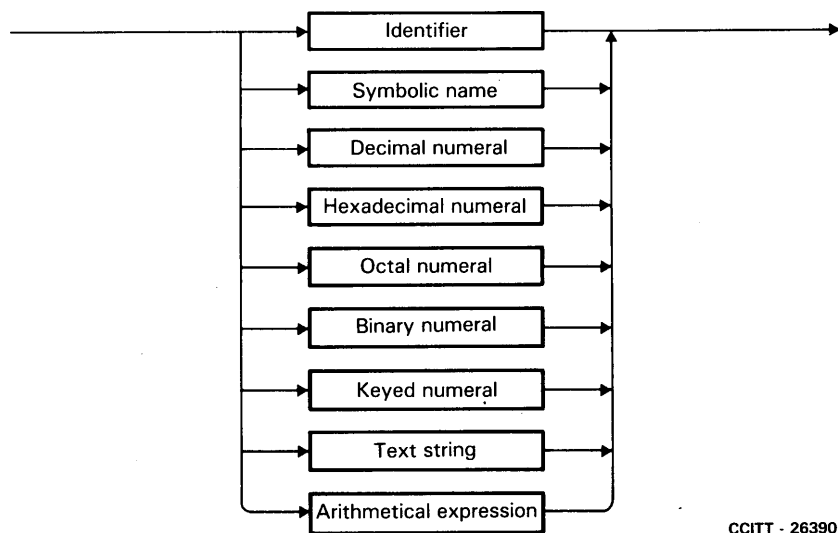 Identifier
Symbolic name
Decimal numeral
Hexadecimal numeral
Octal numeral
Binary numeral
Keyed numeral
Text string
Arithmetical expression
CCITT - 26390